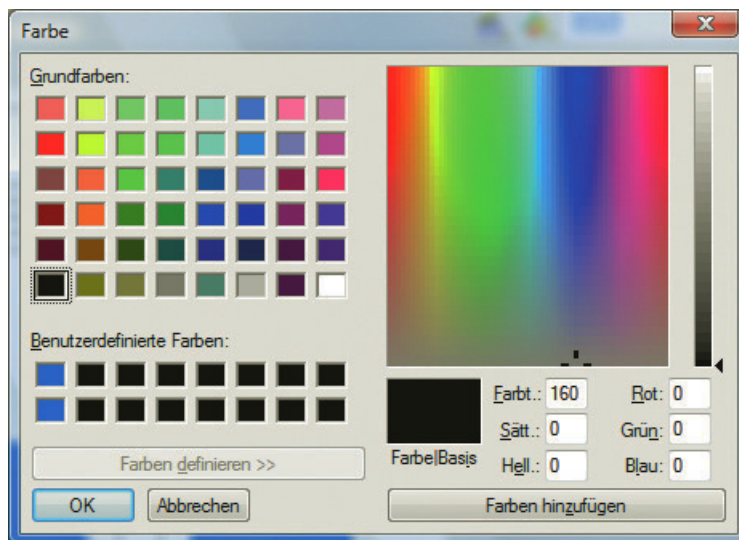 Farbe
Grundfarben:
Benutzerdefinierte Farben:
Farben definieren >>
OK
Abbrechen
Farbe|Basis
Farbt.: 160
Sätt.: 0
Hell.: 0
Rot: 0
Grün: 0
Blau: 0
Farben hinzufügen